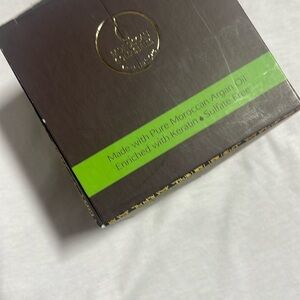 Made with Pure Moroccan Argan Oil
Enriched with Keratin ♦ Sulfate Free